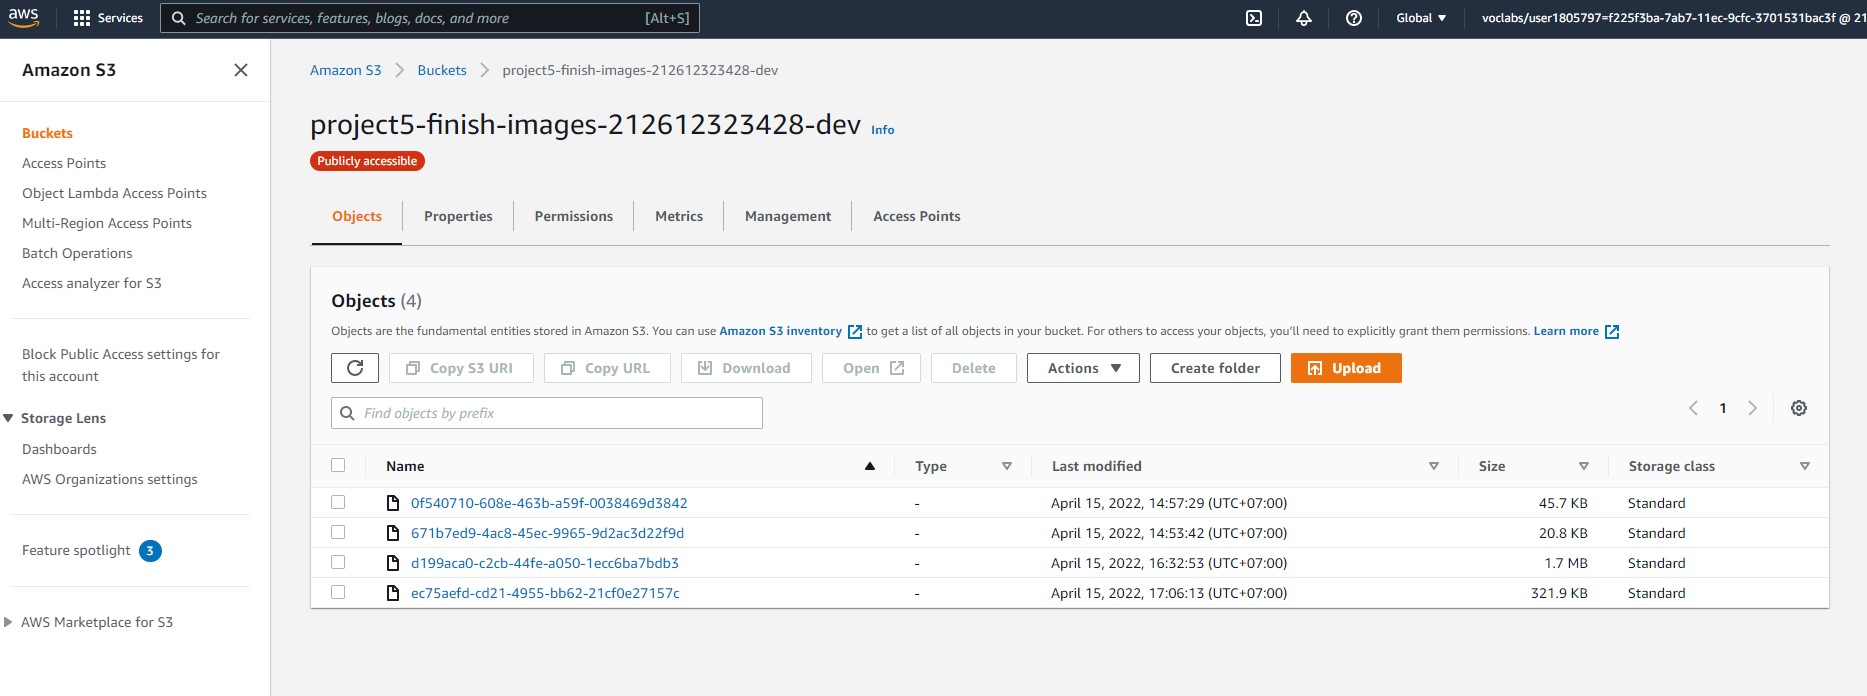 aws Services Search for services, features, blogs, docs, and more [Alt+S] Global voclabs/user1805797=f225f3ba-7ab7-11ec-9cfc-3701531bac3f @ 21
Amazon S3
Buckets
Access Points
Object Lambda Access Points
Multi-Region Access Points
Batch Operations
Access analyzer for S3
Block Public Access settings for
this account
Storage Lens
Dashboards
AWS Organizations settings
Feature spotlight 3
AWS Marketplace for S3
Amazon S3 Buckets project5-finish-images-212612323428-dev
project5-finish-images-212612323428-dev Info
Publicly accessible
Objects Properties Permissions Metrics Management Access Points
Objects (4)
Objects are the fundamental entities stored in Amazon S3. You can use Amazon S3 inventory to get a list of all objects in your bucket. For others to access your objects, you'll need to explicitly grant them permissions. Learn more
Copy S3 URI Copy URL Download Open Delete Actions Create folder Upload
Find objects by prefix 1
Name Type Last modified Size Storage class
0f540710-608e-463b-a59f-0038469d3842 - April 15, 2022, 14:57:29 (UTC+07:00) 45.7 KB Standard
671b7ed9-4ac8-45ec-9965-9d2ac3d22f9d - April 15, 2022, 14:53:42 (UTC+07:00) 20.8 KB Standard
d199aca0-c2cb-44fe-a050-1ecc6ba7bdb3 - April 15, 2022, 16:32:53 (UTC+07:00) 1.7 MB Standard
ec75aefd-cd21-4955-bb62-21cf0e27157c - April 15, 2022, 17:06:13 (UTC+07:00) 321.9 KB Standard